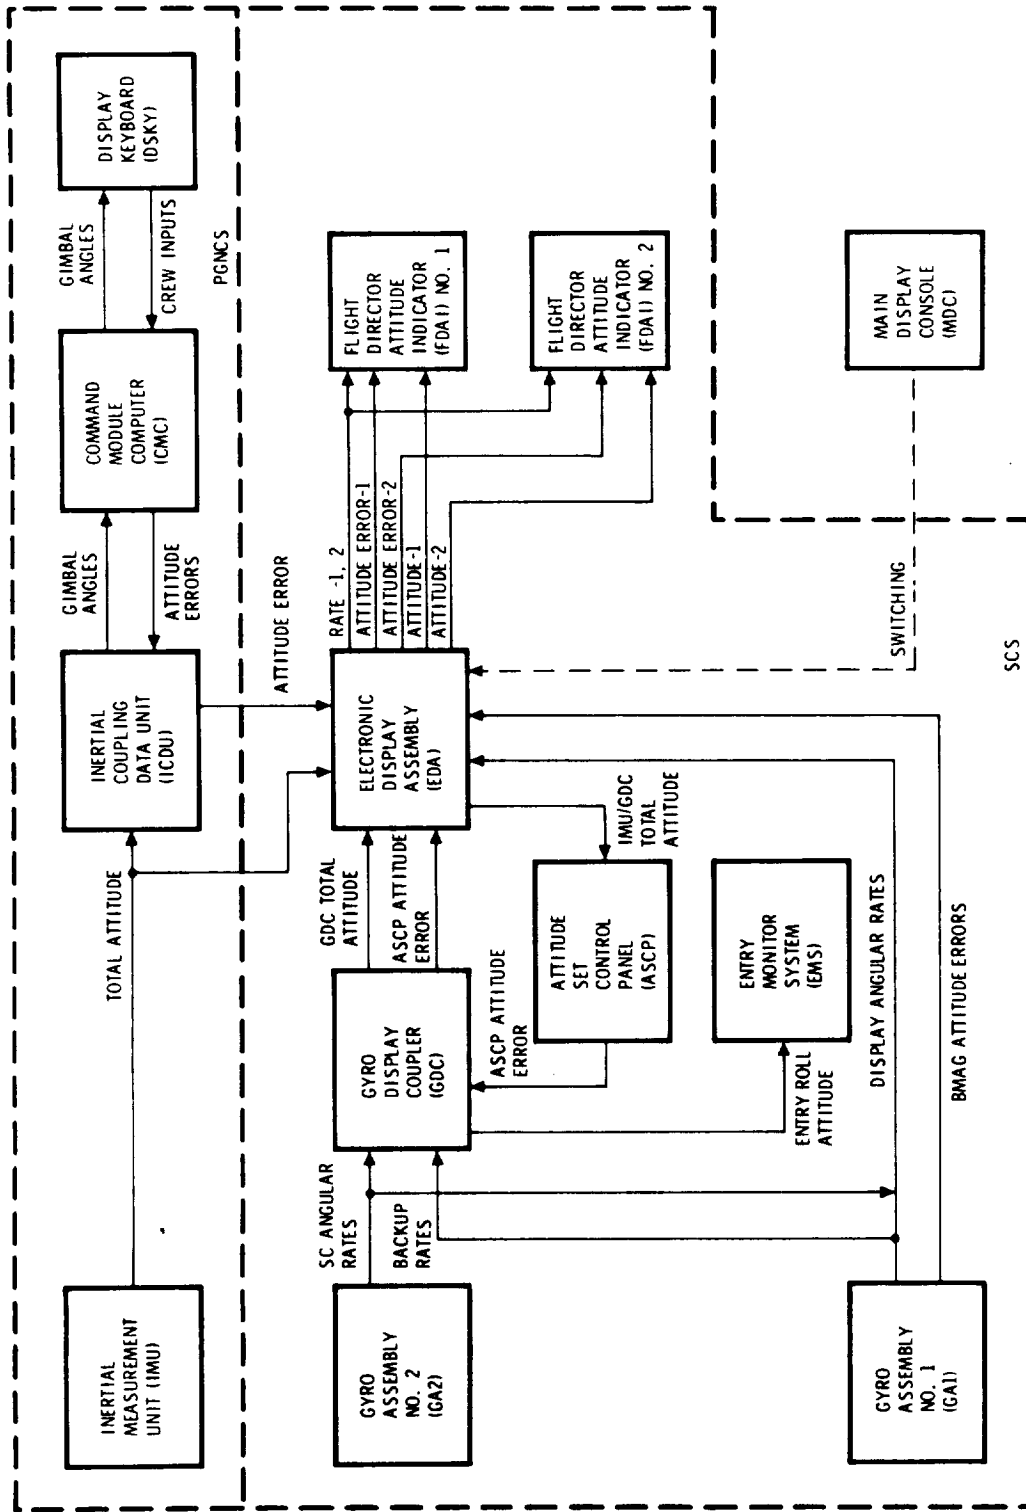 INERTIAL
MEASUREMENT
UNIT (IMU)
TOTAL ATTITUDE
INERTIAL
COUPLING
DATA UNIT
(ICDU)
GIMBAL
ANGLES
ATTITUDE
ERRORS
COMMAND
MODULE
COMPUTER
(CMC)
GIMBAL
ANGLES
CREW INPUTS
DISPLAY
KEYBOARD
(DSKY)
PGNCS
ATTITUDE ERROR
GYRO
ASSEMBLY
NO. 2
(GA2)
SC ANGULAR
RATES
BACKUP
RATES
GYRO
DISPLAY
COUPLER
(GDC)
GDC TOTAL
ATTITUDE
ASCP ATTITUDE
ERROR
ELECTRONIC
DISPLAY
ASSEMBLY
(EDA)
RATE -1, 2
ATTITUDE ERROR-1
ATTITUDE ERROR-2
ATTITUDE-1
ATTITUDE-2
FLIGHT
DIRECTOR
ATTITUDE
INDICATOR
(FDAI) NO. 1
FLIGHT
DIRECTOR
ATTITUDE
INDICATOR
(FDAI) NO. 2
ASCP ATTITUDE
ERROR
ATTITUDE
SET
CONTROL
PANEL
(ASCP)
IMU/GDC
TOTAL
ATTITUDE
ENTRY ROLL
ATTITUDE
ENTRY
MONITOR
SYSTEM
(EMS)
DISPLAY ANGULAR RATES
BMAG ATTITUDE ERRORS
GYRO
ASSEMBLY
NO. 1
(GA1)
SWITCHING
MAIN
DISPLAY
CONSOLE
(MDC)
SCS